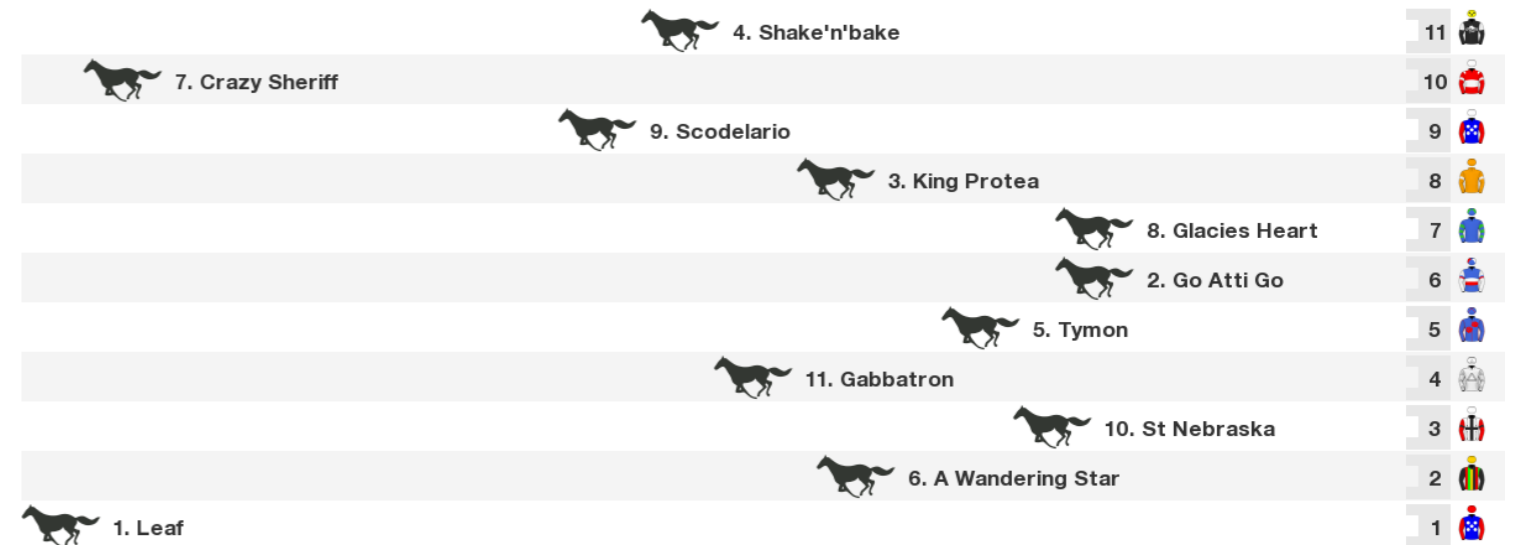 4. Shake'n'bake 11
7. Crazy Sheriff 10
9. Scodelario 9
3. King Protea 8
8. Glacies Heart 7
2. Go Atti Go 6
5. Tymon 5
11. Gabbatron 4
10. St Nebraska 3
6. A Wandering Star 2
1. Leaf 1